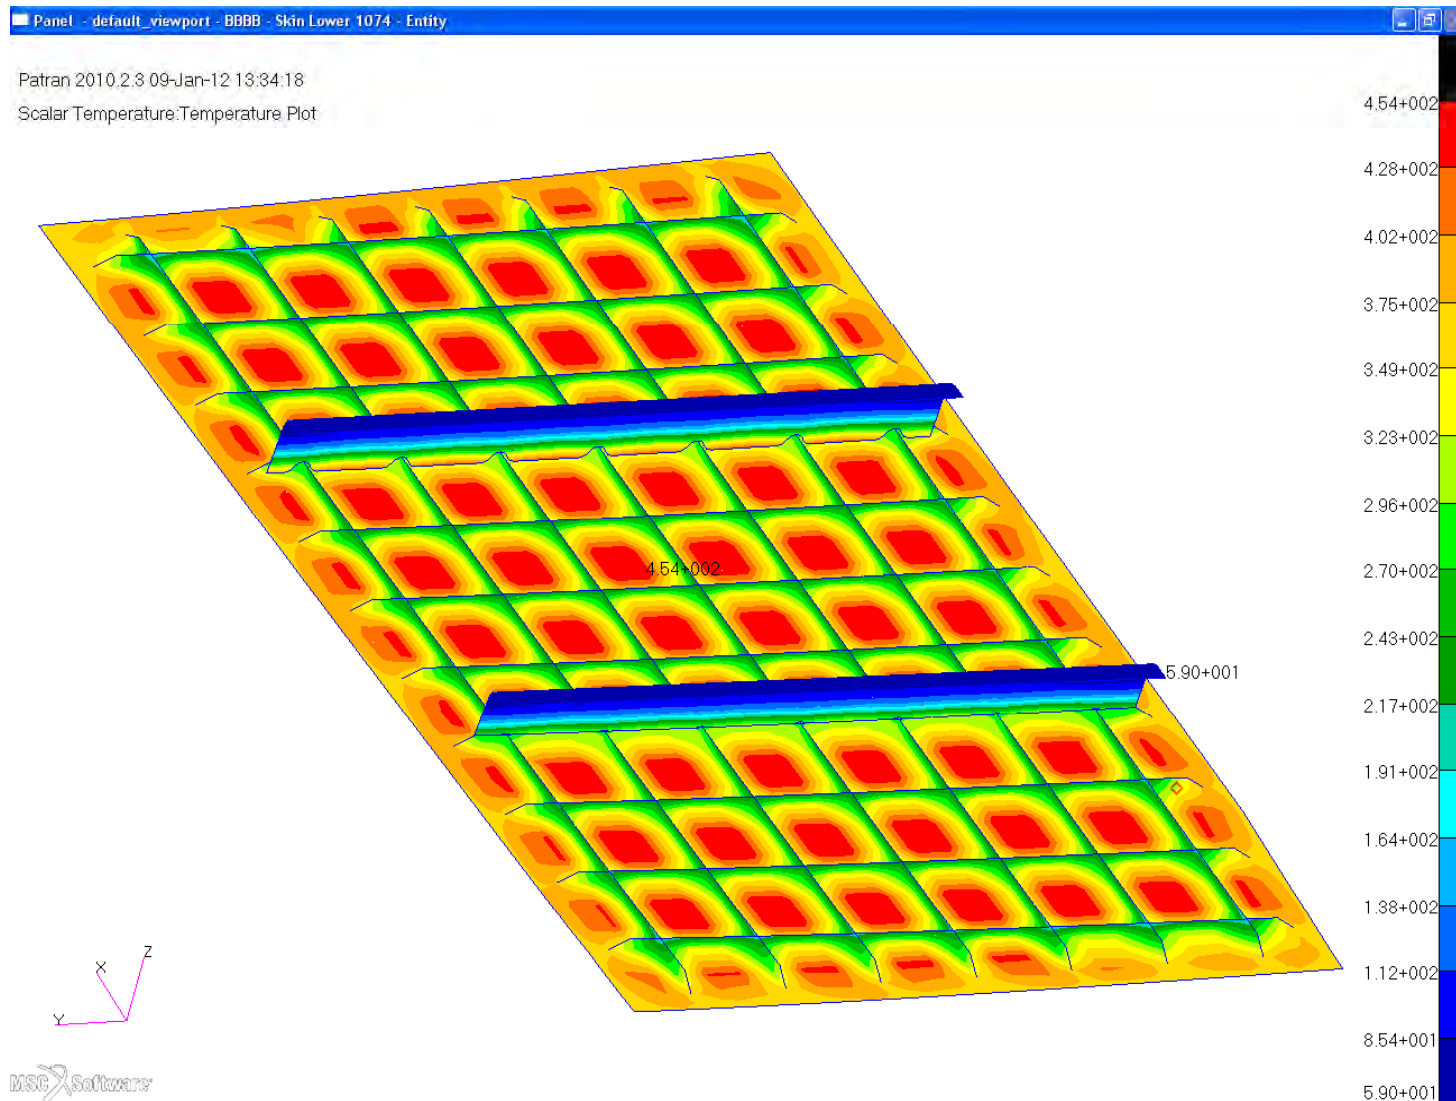 Panel - default_viewport - BBBB - Skin Lower 1074 - Entity
Patran 2010.2.3 09-Jan-12 13:34:18
Scalar Temperature:Temperature Plot
4.54+002
4.28+002
4.02+002
3.75+002
3.49+002
3.23+002
2.96+002
2.70+002
2.43+002
2.17+002
1.91+002
1.64+002
1.38+002
1.12+002
8.54+001
5.90+001
4.54+002
5.90+001
X
Z
Y
MSC Software